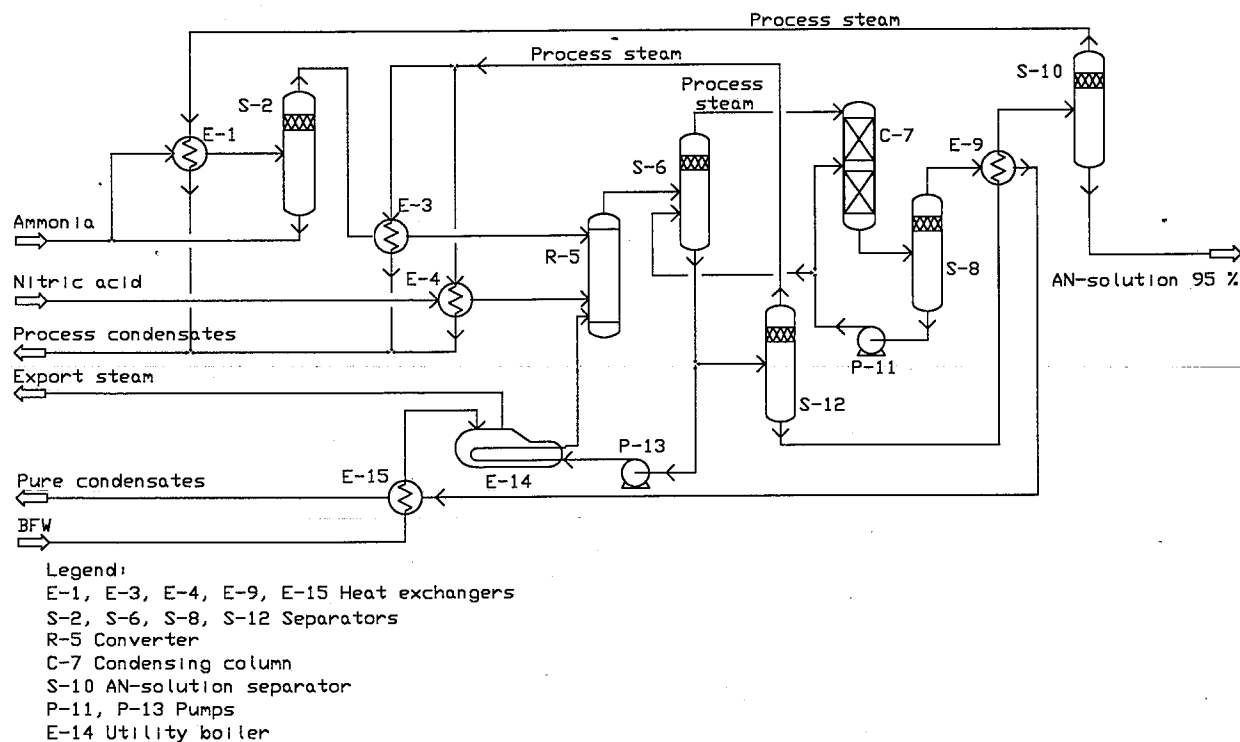 Process steam
Process steam
Process
steam
S-10
S-2
E-1
C-7
E-9
S-6
Ammonia
E-3
R-5
S-8
AN-solution 95 %
Nitric acid
E-4
Process condensates
P-11
Export steam
S-12
P-13
E-15
E-14
Pure condensates
BFW
Legend:
E-1, E-3, E-4, E-9, E-15 Heat exchangers
S-2, S-6, S-8, S-12 Separators
R-5 Converter
C-7 Condensing column
S-10 AN-solution separator
P-11, P-13 Pumps
E-14 Utility boiler